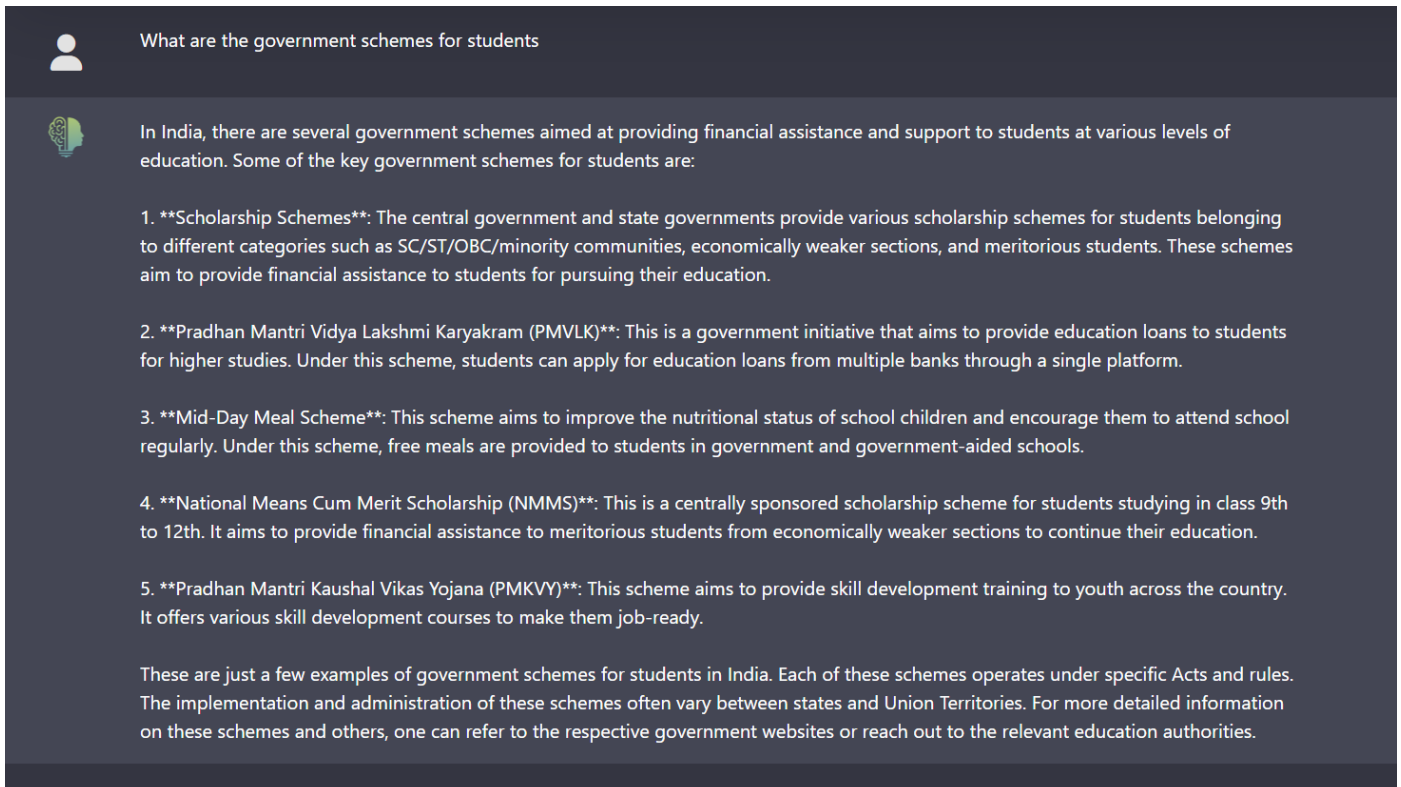 What are the government schemes for students
In India, there are several government schemes aimed at providing financial assistance and support to students at various levels of
education. Some of the key government schemes for students are:
1. **Scholarship Schemes**: The central government and state governments provide various scholarship schemes for students belonging
to different categories such as SC/ST/OBC/minority communities, economically weaker sections, and meritorious students. These schemes
aim to provide financial assistance to students for pursuing their education.
2. **Pradhan Mantri Vidya Lakshmi Karyakram (PMVLK)**: This is a government initiative that aims to provide education loans to students
for higher studies. Under this scheme, students can apply for education loans from multiple banks through a single platform.
3. **Mid-Day Meal Scheme**: This scheme aims to improve the nutritional status of school children and encourage them to attend school
regularly. Under this scheme, free meals are provided to students in government and government-aided schools.
4. **National Means Cum Merit Scholarship (NMMS)**: This is a centrally sponsored scholarship scheme for students studying in class 9th
to 12th. It aims to provide financial assistance to meritorious students from economically weaker sections to continue their education.
5. **Pradhan Mantri Kaushal Vikas Yojana (PMKVY)**: This scheme aims to provide skill development training to youth across the country.
It offers various skill development courses to make them job-ready.
These are just a few examples of government schemes for students in India. Each of these schemes operates under specific Acts and rules.
The implementation and administration of these schemes often vary between states and Union Territories. For more detailed information
on these schemes and others, one can refer to the respective government websites or reach out to the relevant education authorities.